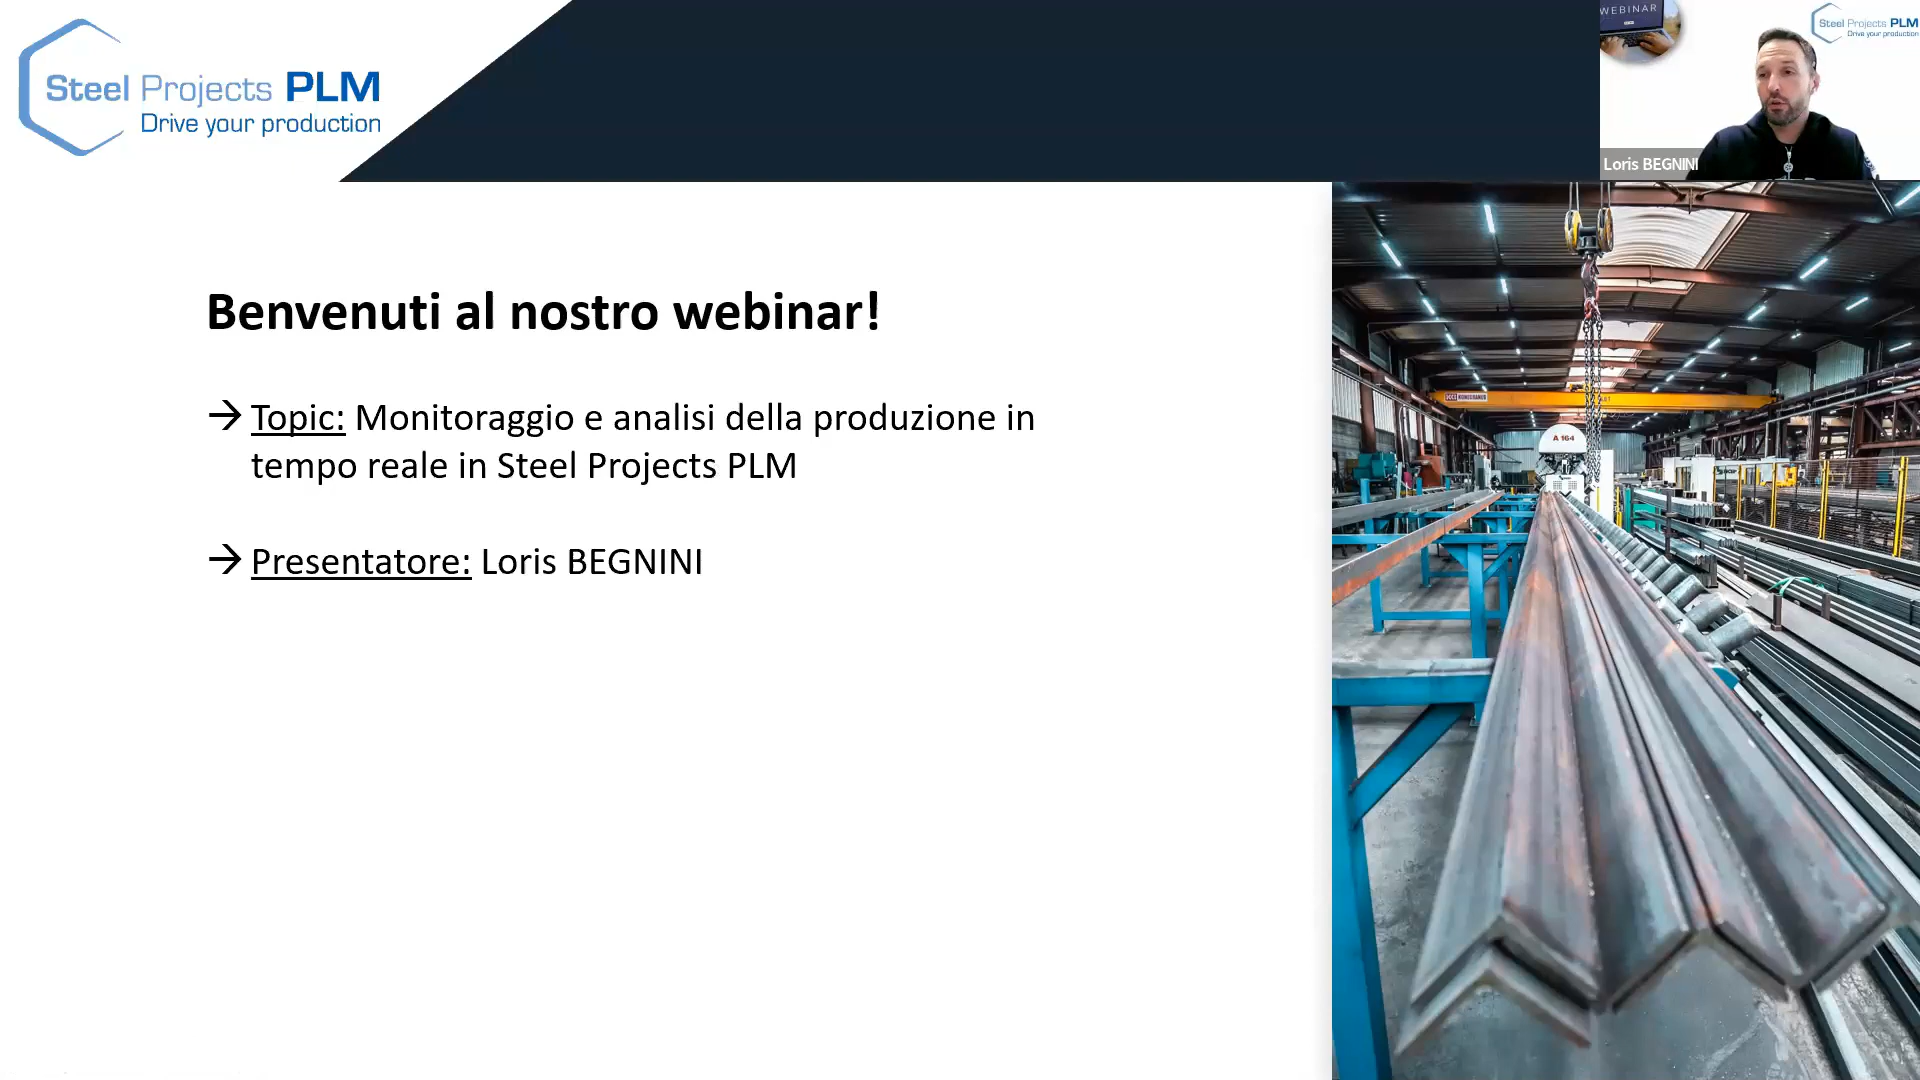 Steel Projects PLM
Drive your production
WEBINAR
Steel Projects PLM
Drive your production
Loris BEGNINI
Benvenuti al nostro webinar!
→ Topic: Monitoraggio e analisi della produzione in
tempo reale in Steel Projects PLM
→ Presentatore: Loris BEGNINI
A 164